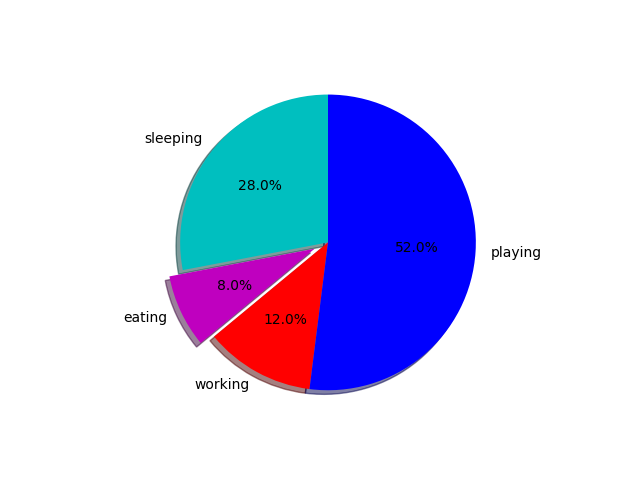 sleeping
28.0%
52.0%
playing
8.0%
eating
12.0%
working